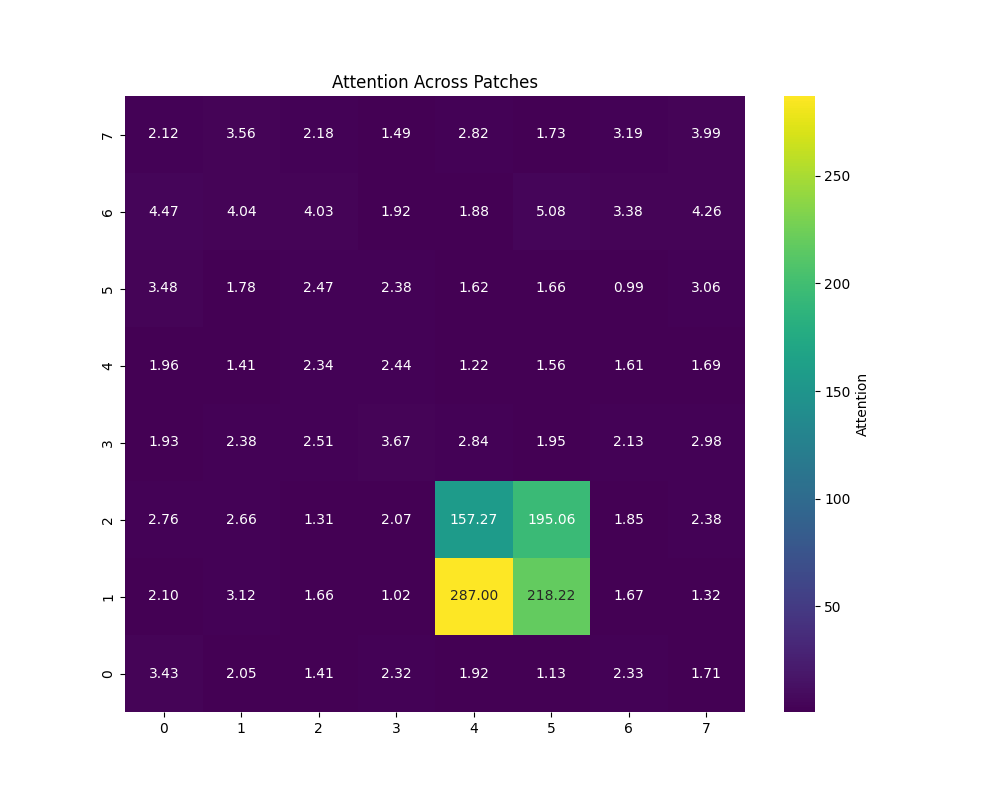 Attention Across Patches
7 2.12 3.56 2.18 1.49 2.82 1.73 3.19 3.99
6 4.47 4.04 4.03 1.92 1.88 5.08 3.38 4.26
5 3.48 1.78 2.47 2.38 1.62 1.66 0.99 3.06
4 1.96 1.41 2.34 2.44 1.22 1.56 1.61 1.69
3 1.93 2.38 2.51 3.67 2.84 1.95 2.13 2.98
2 2.76 2.66 1.31 2.07 157.27 195.06 1.85 2.38
1 2.10 3.12 1.66 1.02 287.00 218.22 1.67 1.32
0 3.43 2.05 1.41 2.32 1.92 1.13 2.33 1.71
0 1 2 3 4 5 6 7
250
200
150
100
50
Attention